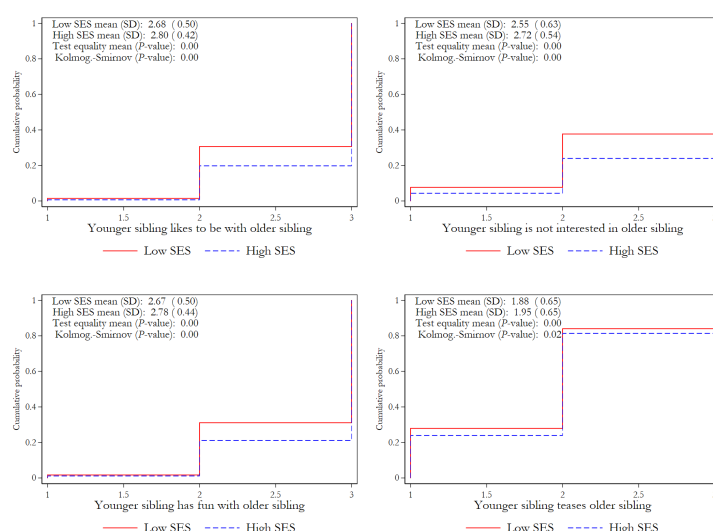 Low SES mean (SD): 2.68 ( 0.50)
High SES mean (SD): 2.80 ( 0.42)
Test equality mean (P-value): 0.00
Kolmog.-Smirnov (P-value): 0.00
Cumulative probability
1
0.8
0.6
0.4
0.2
0
1 1.5 2 2.5 3
Younger sibling likes to be with older sibling
Low SES High SES
Low SES mean (SD): 2.55 ( 0.63)
High SES mean (SD): 2.72 ( 0.54)
Test equality mean (P-value): 0.00
Kolmog.-Smirnov (P-value): 0.00
Cumulative probability
1
0.8
0.6
0.4
0.2
0
1 1.5 2 2.5
Younger sibling is not interested in older sibling
Low SES High SES
Low SES mean (SD): 2.67 ( 0.50)
High SES mean (SD): 2.78 ( 0.44)
Test equality mean (P-value): 0.00
Kolmog.-Smirnov (P-value): 0.00
Cumulative probability
1
0.8
0.6
0.4
0.2
0
1 1.5 2 2.5 3
Younger sibling has fun with older sibling
Low SES High SES
Low SES mean (SD): 1.88 ( 0.65)
High SES mean (SD): 1.95 ( 0.65)
Test equality mean (P-value): 0.00
Kolmog.-Smirnov (P-value): 0.02
Cumulative probability
1
0.8
0.6
0.4
0.2
0
1 1.5 2 2.5
Younger sibling teases older sibling
Low SES High SES